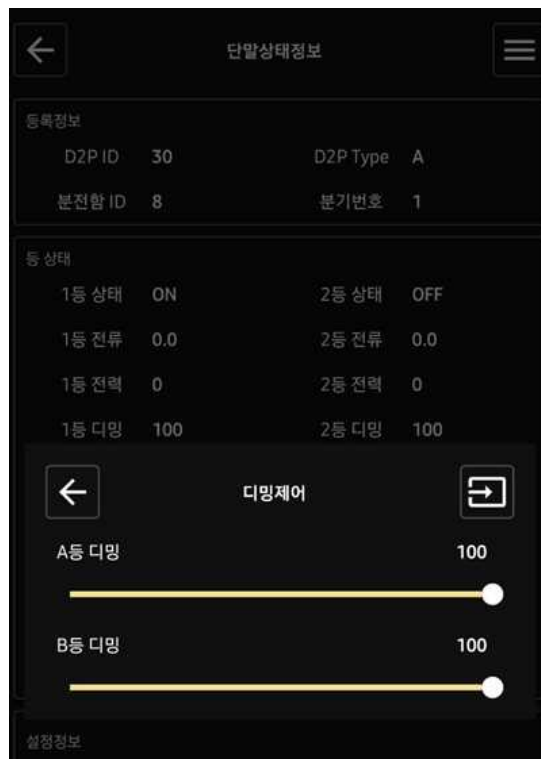 단말상태정보
등록정보
D2P ID 30 D2P Type A
분전함 ID 8 분기번호 1
등 상태
1등 상태 ON 2등 상태 OFF
1등 전류 0.0 2등 전류 0.0
1등 전력 0 2등 전력 0
1등 디밍 100 2등 디밍 100
디밍제어
A등 디밍 100
B등 디밍 100
설정정보